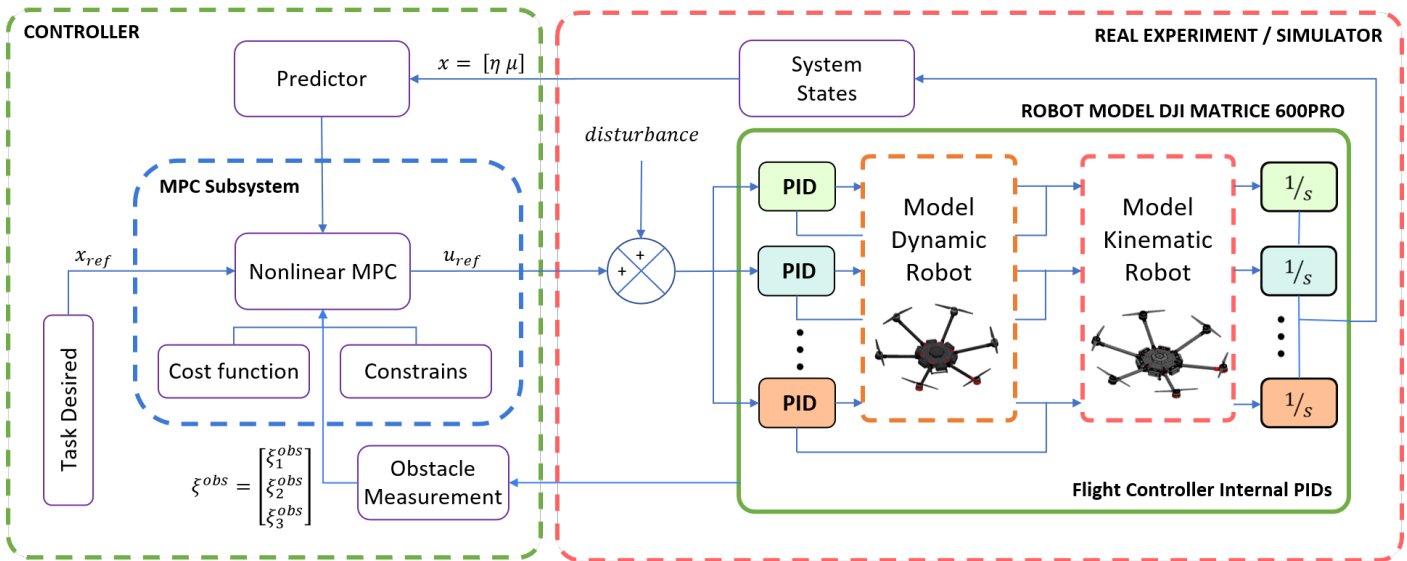 CONTROLLER
REAL EXPERIMENT / SIMULATOR
Predictor
x = [η μ]
System
States
ROBOT MODEL DJI MATRICE 600PRO
disturbance
MPC Subsystem
PID
1/s
Model
Dynamic
Robot
Model
Kinematic
Robot
x_ref
Nonlinear MPC
u_ref
+
+
PID
1/s
Task Desired
Cost function
Constrains
PID
1/s
ξ^obs = [ξ_1^obs
ξ_2^obs
ξ_3^obs]
Obstacle
Measurement
Flight Controller Internal PIDs